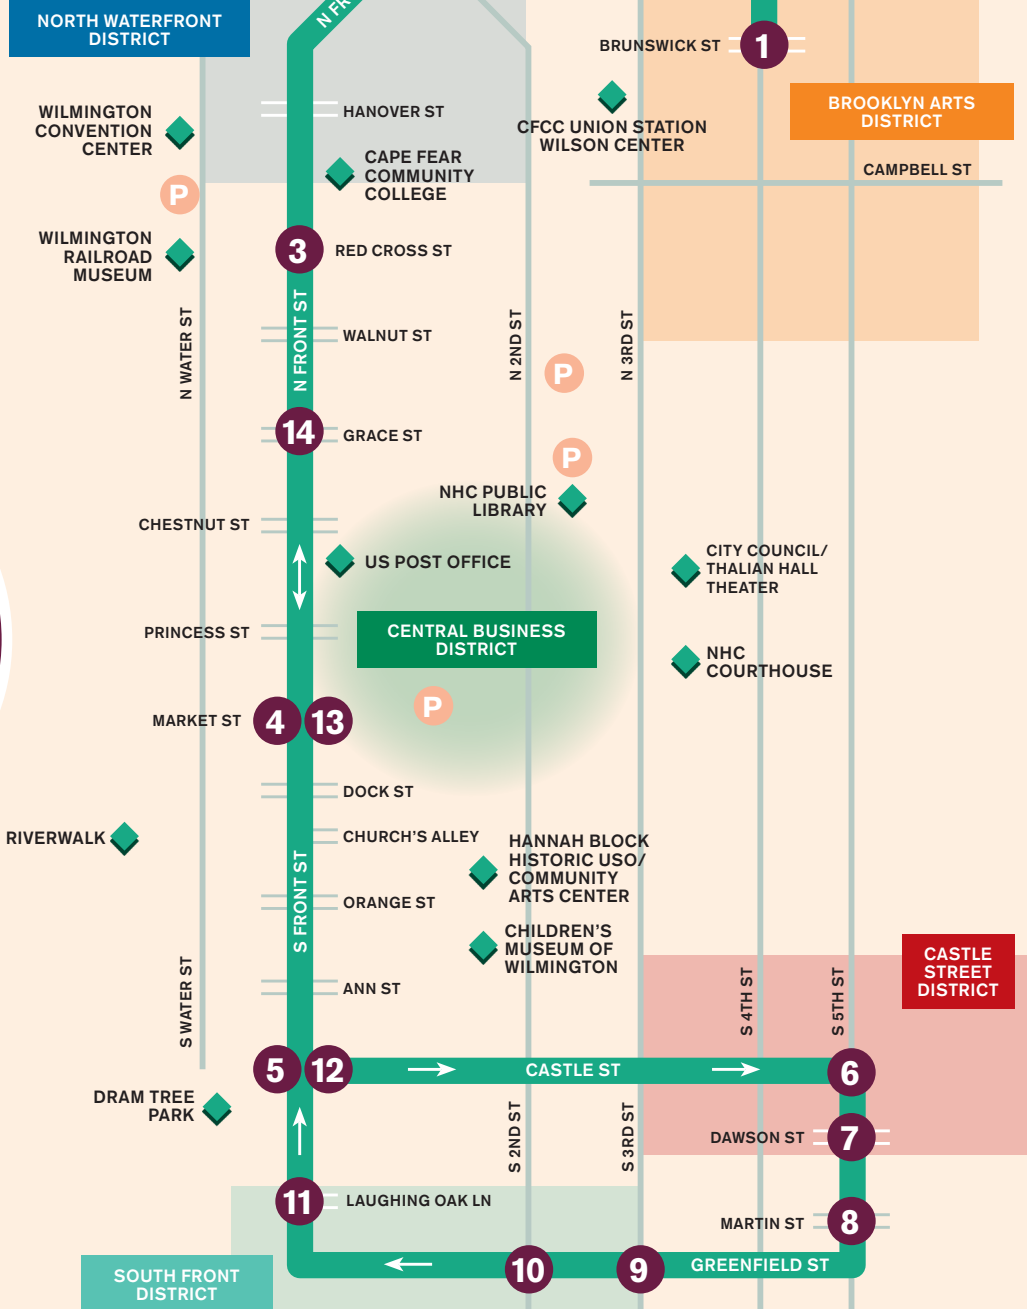 N FR
NORTH WATERFRONT
DISTRICT
BRUNSWICK ST
1
BROOKLYN ARTS
DISTRICT
HANOVER ST
WILMINGTON
CONVENTION
CENTER
CFCC UNION STATION
WILSON CENTER
CAPE FEAR
COMMUNITY
COLLEGE
CAMPBELL ST
P
WILMINGTON
RAILROAD
MUSEUM
3
RED CROSS ST
N WATER ST
N FRONT ST
WALNUT ST
N 2ND ST
N 3RD ST
P
14
GRACE ST
P
NHC PUBLIC
LIBRARY
CHESTNUT ST
US POST OFFICE
CITY COUNCIL/
THALIAN HALL
THEATER
PRINCESS ST
CENTRAL BUSINESS
DISTRICT
NHC
COURTHOUSE
P
MARKET ST
4
13
DOCK ST
RIVERWALK
CHURCH'S ALLEY
HANNAH BLOCK
HISTORIC USO/
COMMUNITY
ARTS CENTER
S FRONT ST
ORANGE ST
CHILDREN'S
MUSEUM OF
WILMINGTON
CASTLE
STREET
DISTRICT
S WATER ST
ANN ST
S 4TH ST
S 5TH ST
5
12
CASTLE ST
6
DRAM TREE
PARK
S 2ND ST
S 3RD ST
DAWSON ST
7
11
LAUGHING OAK LN
MARTIN ST
8
10
9
GREENFIELD ST
SOUTH FRONT
DISTRICT